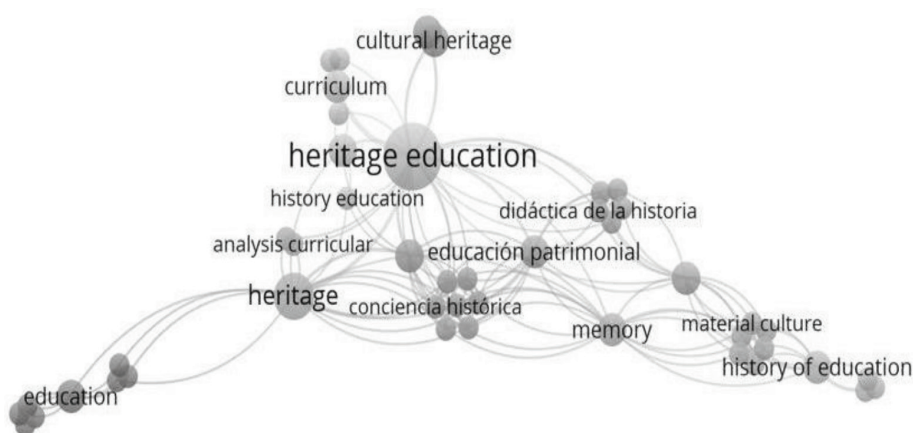 cultural heritage
curriculum
heritage education
history education
didáctica de la historia
analysis curricular
educación patrimonial
heritage
conciencia histórica
memory
material culture
history of education
education